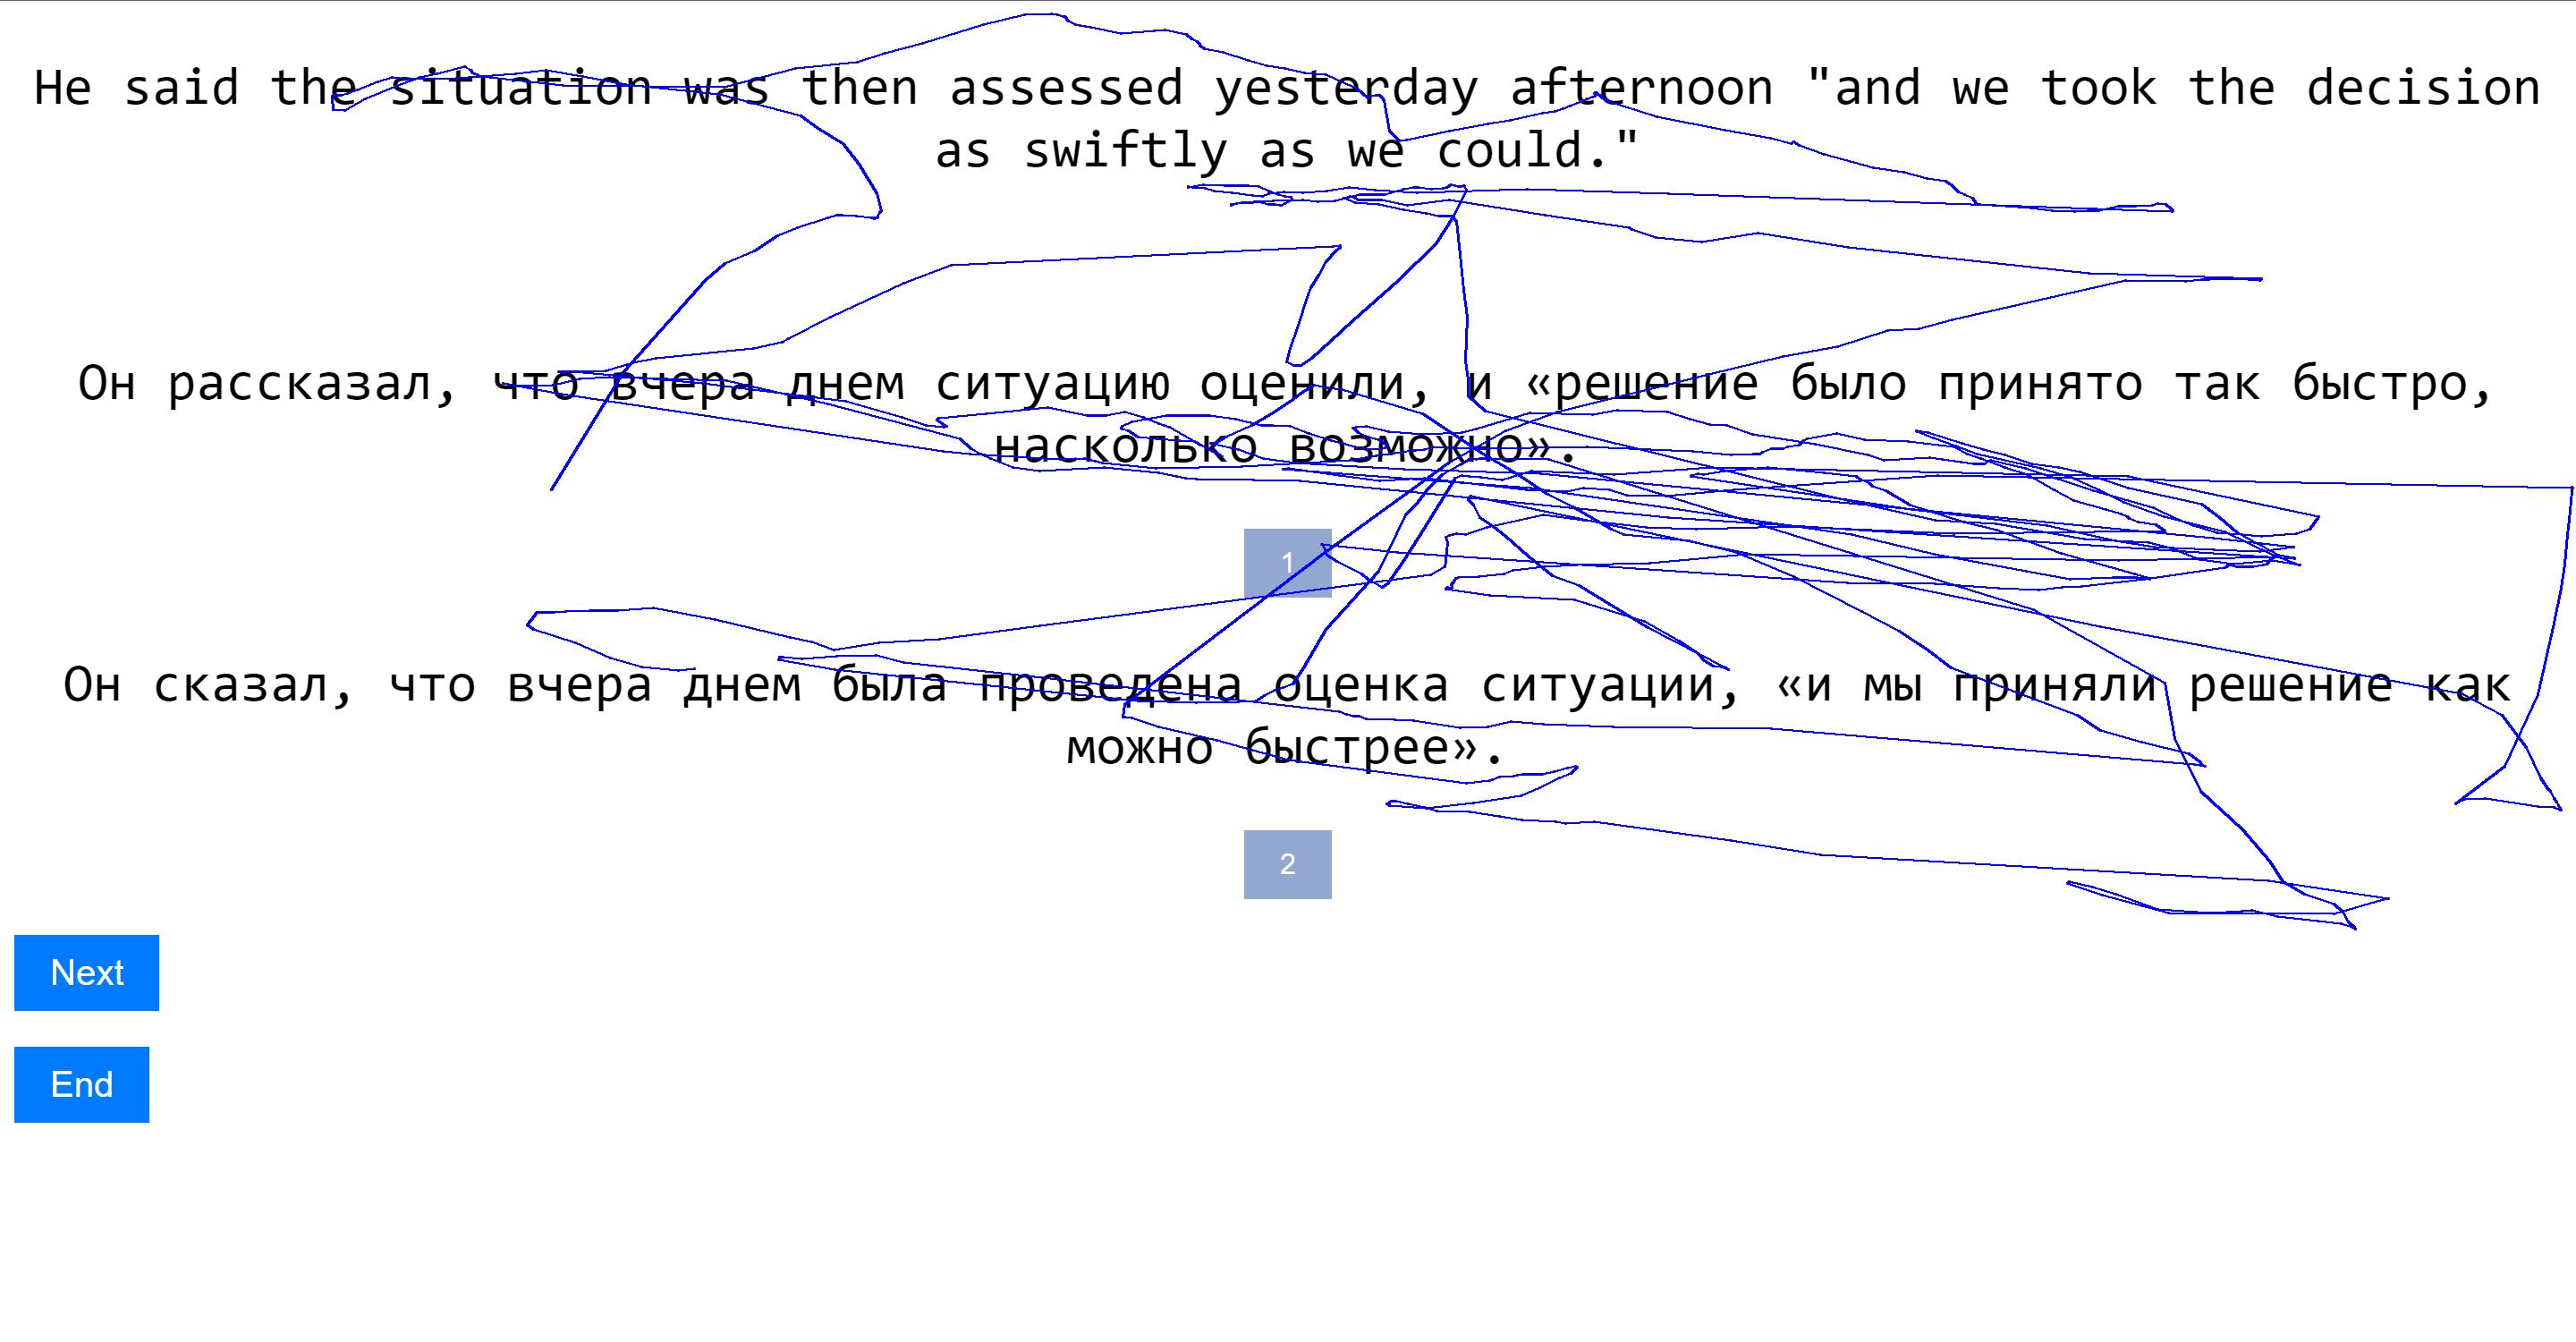 He said the situation was then assessed yesterday afternoon "and we took the decision
as swiftly as we could."
Он рассказал, что вчера днем ситуацию оценили, и «решение было принято так быстро,
насколько возможно».
1
Он сказал, что вчера днем была проведена оценка ситуации, «и мы приняли решение как
можно быстрее».
2
Next
End